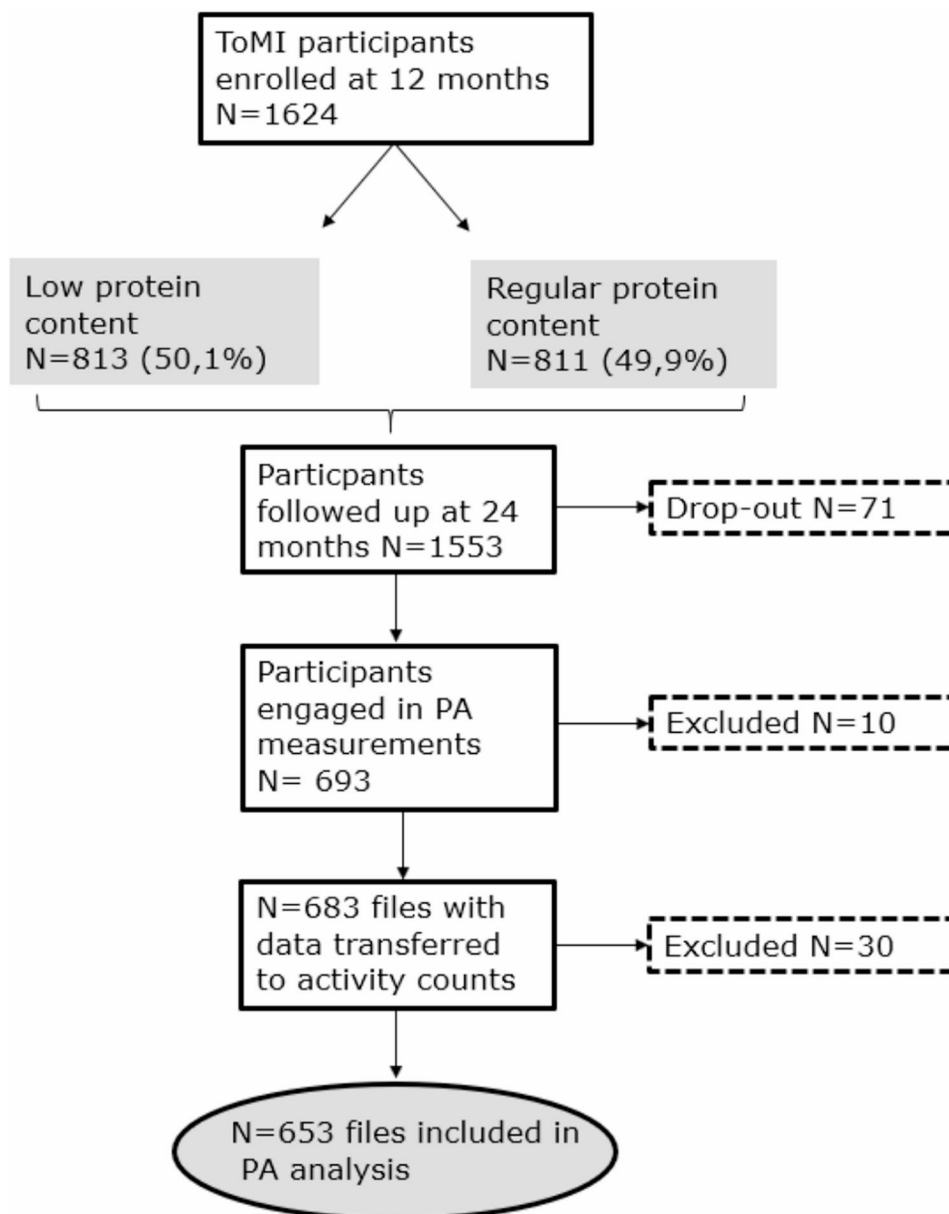 ToMI participants
enrolled at 12 months
N=1624
Low protein
content
N=813 (50,1%)
Regular protein
content
N=811 (49,9%)
Particpants
followed up at 24
months N=1553
Drop-out N=71
Participants
engaged in PA
measurements
N= 693
Excluded N=10
N=683 files with
data transferred
to activity counts
Excluded N=30
N=653 files included in
PA analysis